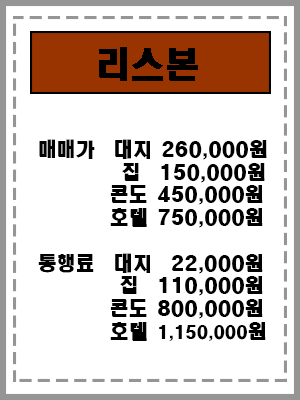 리스본
매매가 대지 260,000원
집 150,000원
콘도 450,000원
호텔 750,000원
통행료 대지 22,000원
집 110,000원
콘도 800,000원
호텔 1,150,000원